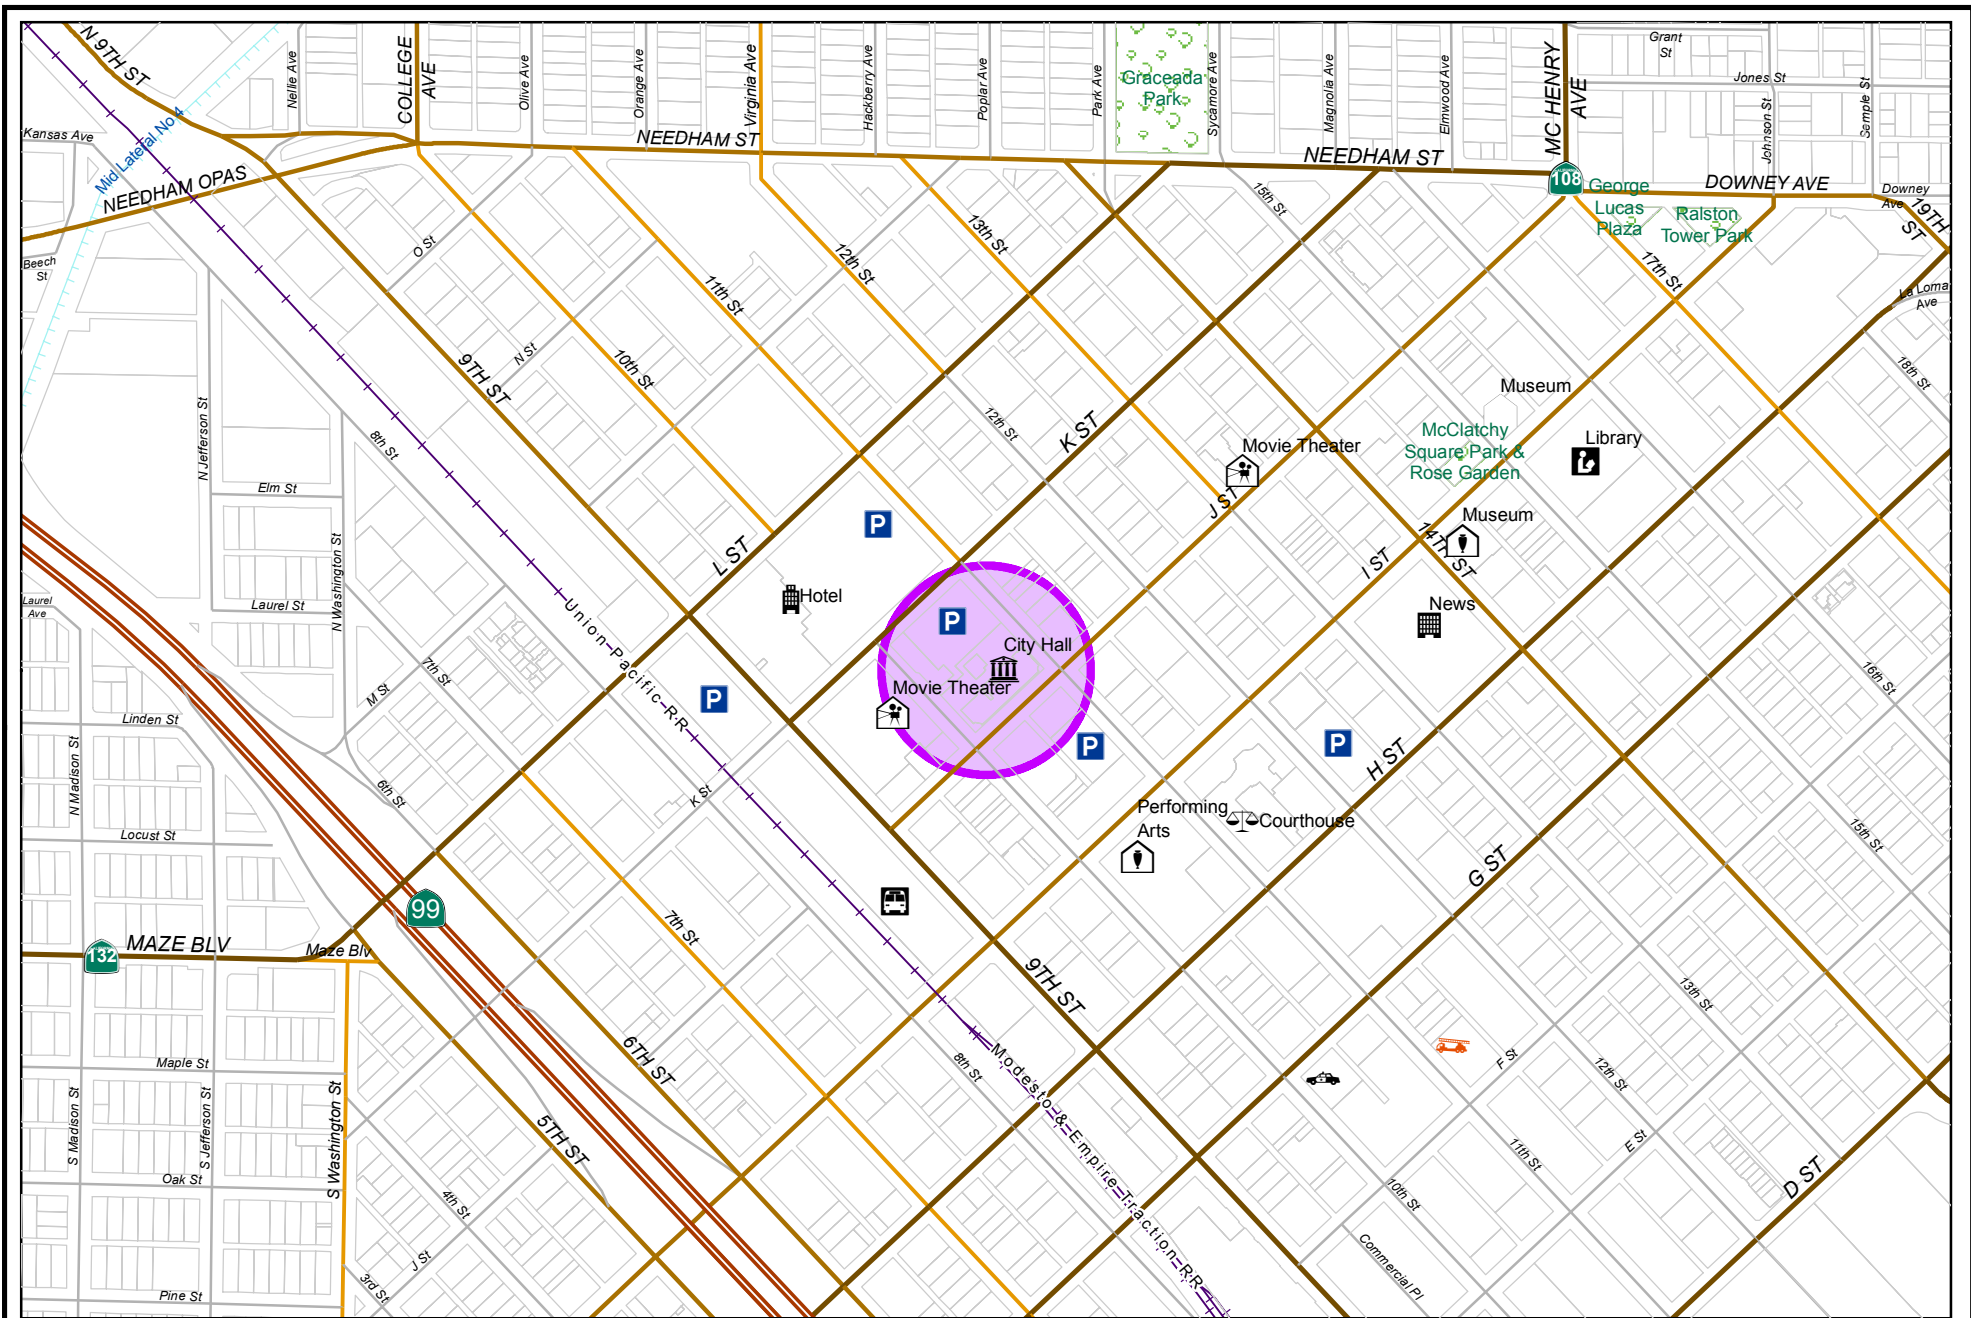 N 9TH ST
Nellie Ave
COLLEGE
AVE
Olive Ave
Orange Ave
Virginia Ave
Hackberry Ave
Poplar Ave
Park Ave
Graceada
Park
Sycamore Ave
Magnolia Ave
Elmwood Ave
MC HENRY
AVE
Grant
St
Jones St
Johnson St
Semple St
Kansas Ave
Mid Lateral No 4
NEEDHAM OPAS
NEEDHAM ST
NEEDHAM ST
108
DOWNEY AVE
Downey
Ave
19TH
ST
George
Lucas
Plaza
Ralston
Tower Park
Beech
St
O St
15th St
13th St
12th St
11th St
17th St
La Loma
Ave
N St
10th St
9TH ST
18th St
Museum
N Jefferson St
8th St
12th St
K ST
McClatchy
Square Park &
Rose Garden
Movie Theater
Library
Elm St
J ST
P
Museum
14TH ST
N Washington St
L ST
I ST
Laurel
Ave
Laurel St
Union Pacific RR
Hotel
P
News
City Hall
7th St
M St
P
Movie Theater
16th St
Linden St
N Madison St
P
P
H ST
6th St
K St
Locust St
Performing
Arts
Courthouse
15th St
G ST
99
7th St
132
MAZE BLV
Maze Blv
9TH ST
13th St
Maple St
6TH ST
8th St
Modesto & Empire Traction RR
F St
12th St
S Madison St
S Jefferson St
S Washington St
5TH ST
E St
11th St
Oak St
4th St
10th St
D ST
J St
Commercial Pl
3rd St
Pine St